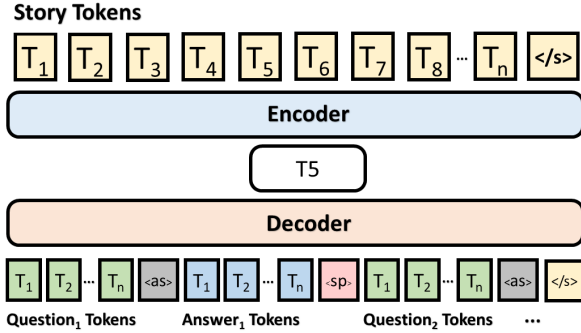 Story Tokens
T1 T2 T3 T4 T5 T6 T7 T8 ... Tn </s>
Encoder
T5
Decoder
T1 T2 ... Tn <as> T1 T2 ... Tn <sp> T1 T2 ... Tn <as> </s>
Question1 Tokens Answer1 Tokens Question2 Tokens ...